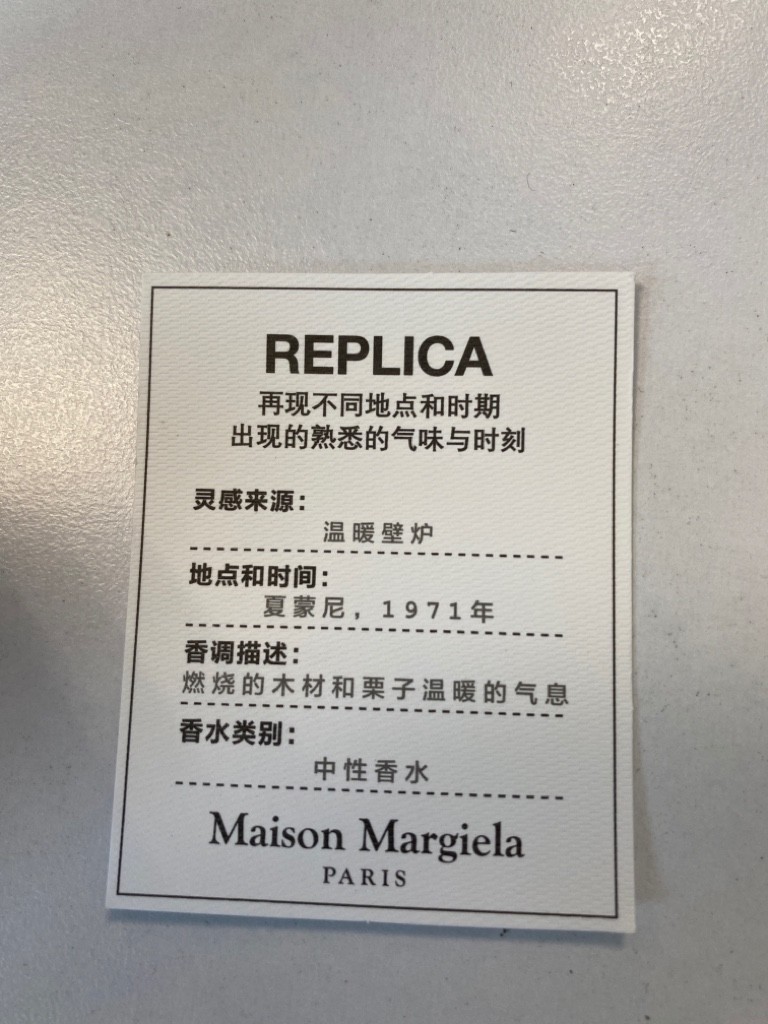 REPLICA
再现不同地点和时期
出现的熟悉的气味与时刻
灵感来源：
温暖壁炉
地点和时间：
夏蒙尼，1971年
香调描述：
燃烧的木材和栗子温暖的气息
香水类别：
中性香水
Maison Margiela
PARIS